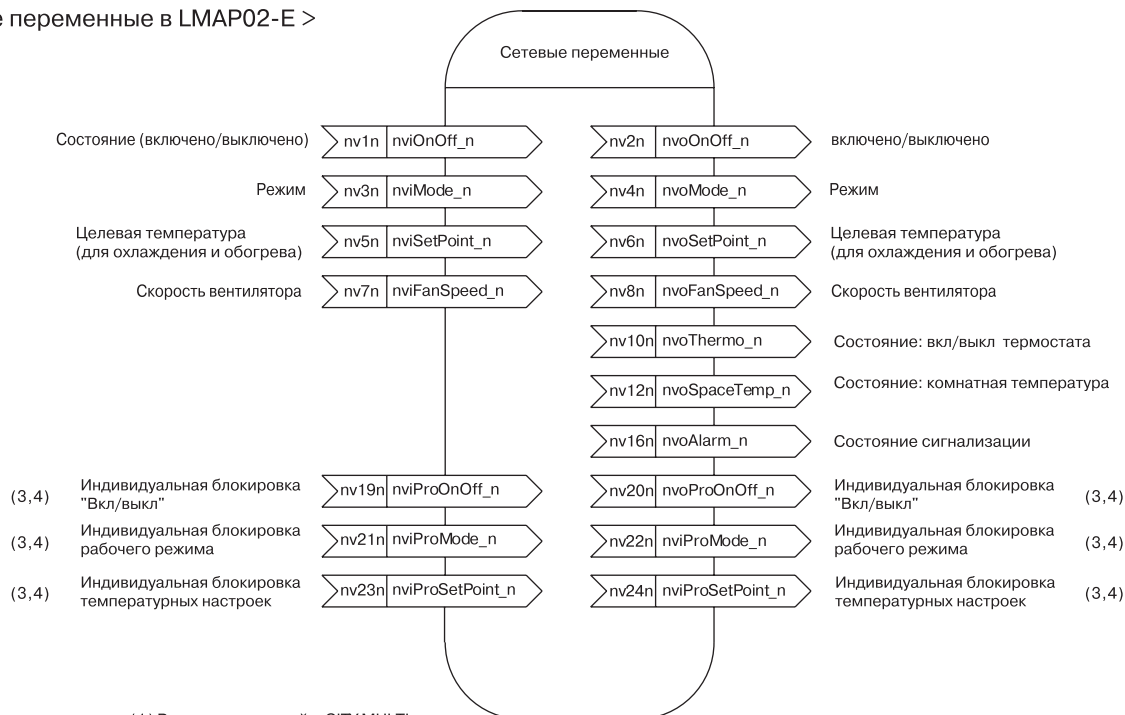 е переменные в LMAP02-E >
Сетевые переменные
Состояние (включено/выключено) nv1n nviOnOff_n nv2n nvoOnOff_n включено/выключено
Режим nv3n nviMode_n nv4n nvoMode_n Режим
Целевая температура
(для охлаждения и обогрева) nv5n nviSetPoint_n nv6n nvoSetPoint_n Целевая температура
(для охлаждения и обогрева)
Скорость вентилятора nv7n nviFanSpeed_n nv8n nvoFanSpeed_n Скорость вентилятора
nv10n nvoThermo_n Состояние: вкл/выкл термостата
nv12n nvoSpaceTemp_n Состояние: комнатная температура
nv16n nvoAlarm_n Состояние сигнализации
(3,4) Индивидуальная блокировка
"Вкл/выкл" nv19n nviProOnOff_n nv20n nvoProOnOff_n Индивидуальная блокировка
"Вкл/выкл" (3,4)
(3,4) Индивидуальная блокировка
рабочего режима nv21n nviProMode_n nv22n nviProMode_n Индивидуальная блокировка
рабочего режима (3,4)
(3,4) Индивидуальная блокировка
температурных настроек nv23n nviProSetPoint_n nv24n nviProSetPoint_n Индивидуальная блокировка
температурных настроек (3,4)